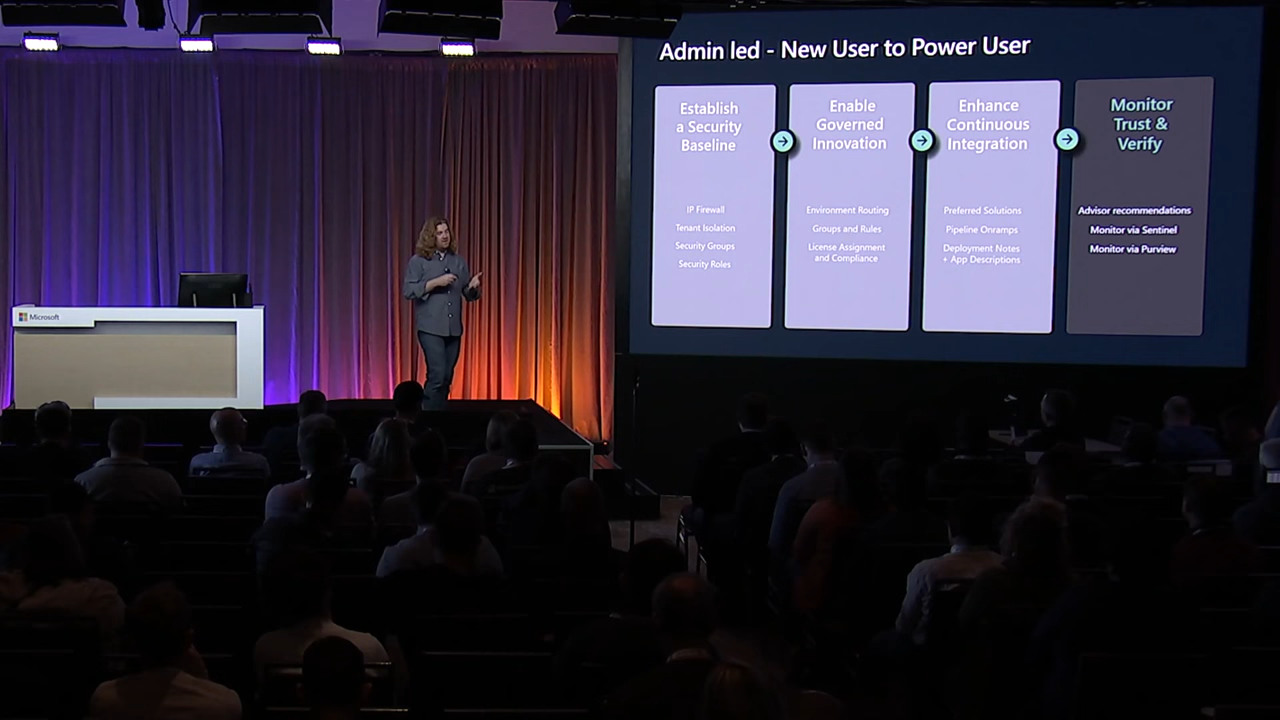 Admin led - New User to Power User
Establish
a Security
Baseline
IP Firewall
Tenant Isolation
Security Groups
Security Roles
Enable
Governed
Innovation
Environment Routing
Groups and Rules
License Assignment
and Compliance
Enhance
Continuous
Integration
Preferred Solutions
Pipeline Onramps
Deployment Notes
+ App Descriptions
Monitor
Trust &
Verify
Advisor recommendations
Monitor via Sentinel
Monitor via Purview
Microsoft